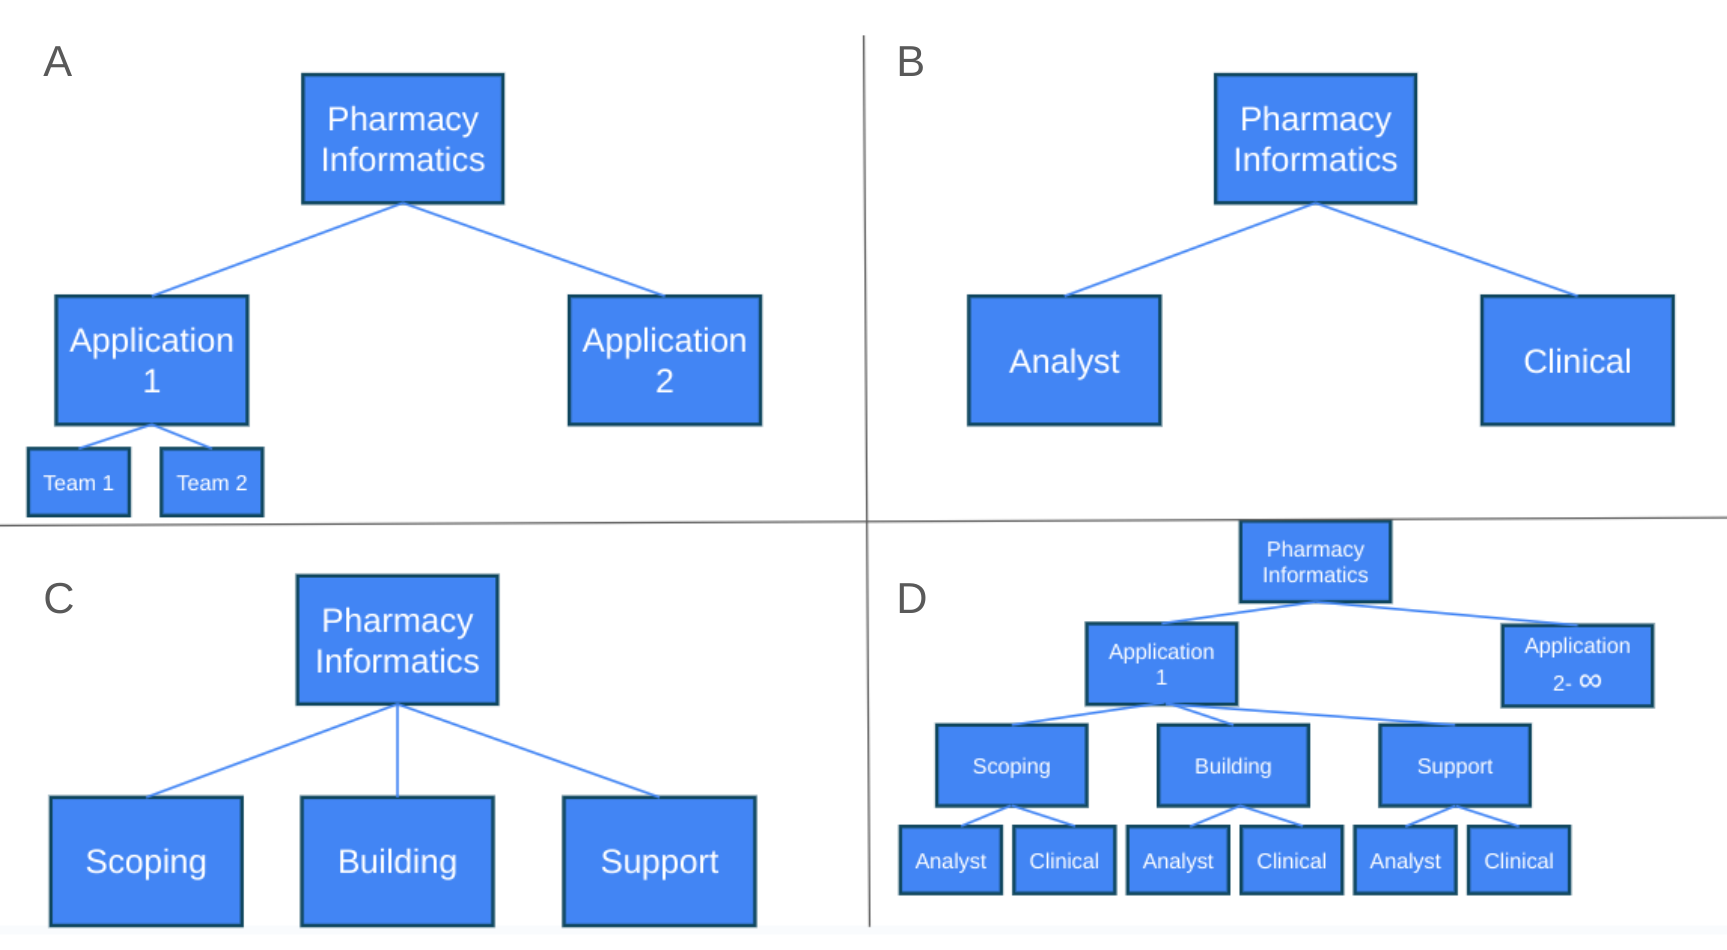 A
Pharmacy
Informatics
Application
1
Application
2
Team 1
Team 2
B
Pharmacy
Informatics
Analyst
Clinical
C
Pharmacy
Informatics
Scoping
Building
Support
D
Pharmacy
Informatics
Application
1
Application
2- ∞
Scoping
Building
Support
Analyst
Clinical
Analyst
Clinical
Analyst
Clinical